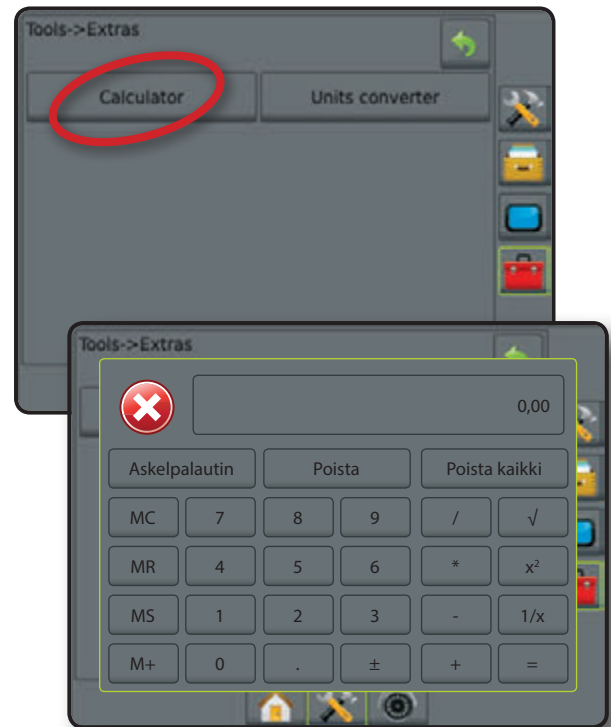 Tools->Extras
Calculator Units converter
Tools->Extras
0,00
Askelpalautin Poista Poista kaikki
MC 7 8 9 / √
MR 4 5 6 * x²
MS 1 2 3 - 1/x
M+ 0 . ± + =